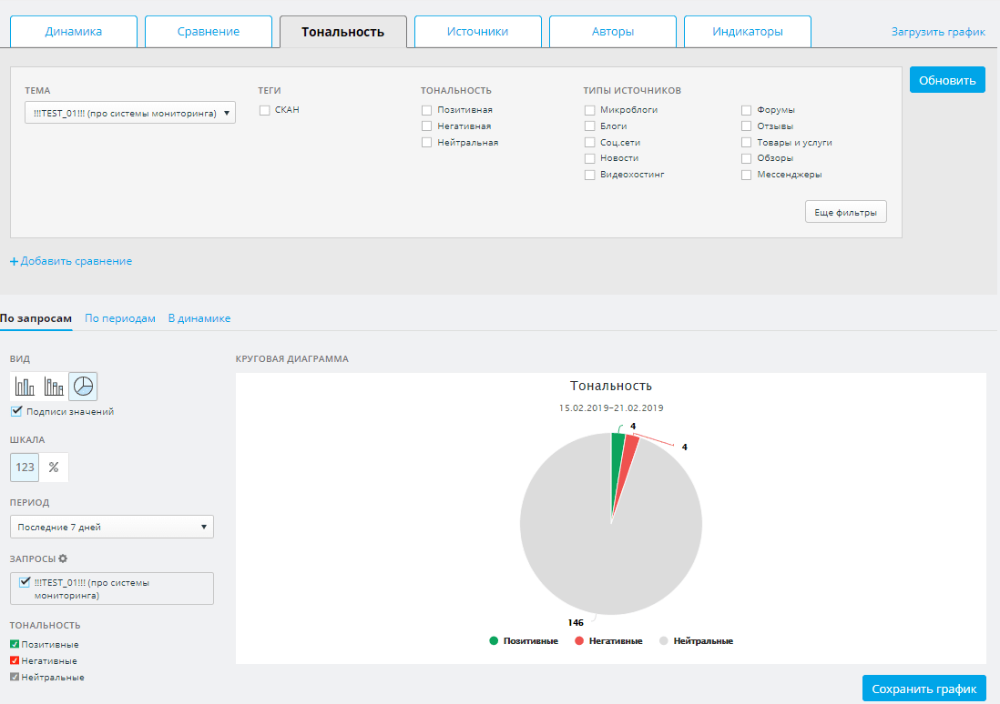 Динамика
Сравнение
Тональность
Источники
Авторы
Индикаторы
Загрузить график
ТЕМА
!!!TEST_01!!! (про системы мониторинга)
ТЕГИ
СКАН
ТОНАЛЬНОСТЬ
Позитивная
Негативная
Нейтральная
ТИПЫ ИСТОЧНИКОВ
Микроблоги
Блоги
Соц.сети
Новости
Видеохостинг
Форумы
Отзывы
Товары и услуги
Обзоры
Мессенджеры
Еще фильтры
Обновить
+Добавить сравнение
По запросам
По периодам
В динамике
ВИД
Подписи значений
ШКАЛА
123
%
ПЕРИОД
Последние 7 дней
ЗАПРОСЫ
!!!TEST_01!!! (про системы
мониторинга)
ТОНАЛЬНОСТЬ
Позитивные
Негативные
Нейтральные
КРУГОВАЯ ДИАГРАММА
Тональность
15.02.2019-21.02.2019
4
4
146
Позитивные
Негативные
Нейтральные
Сохранить график